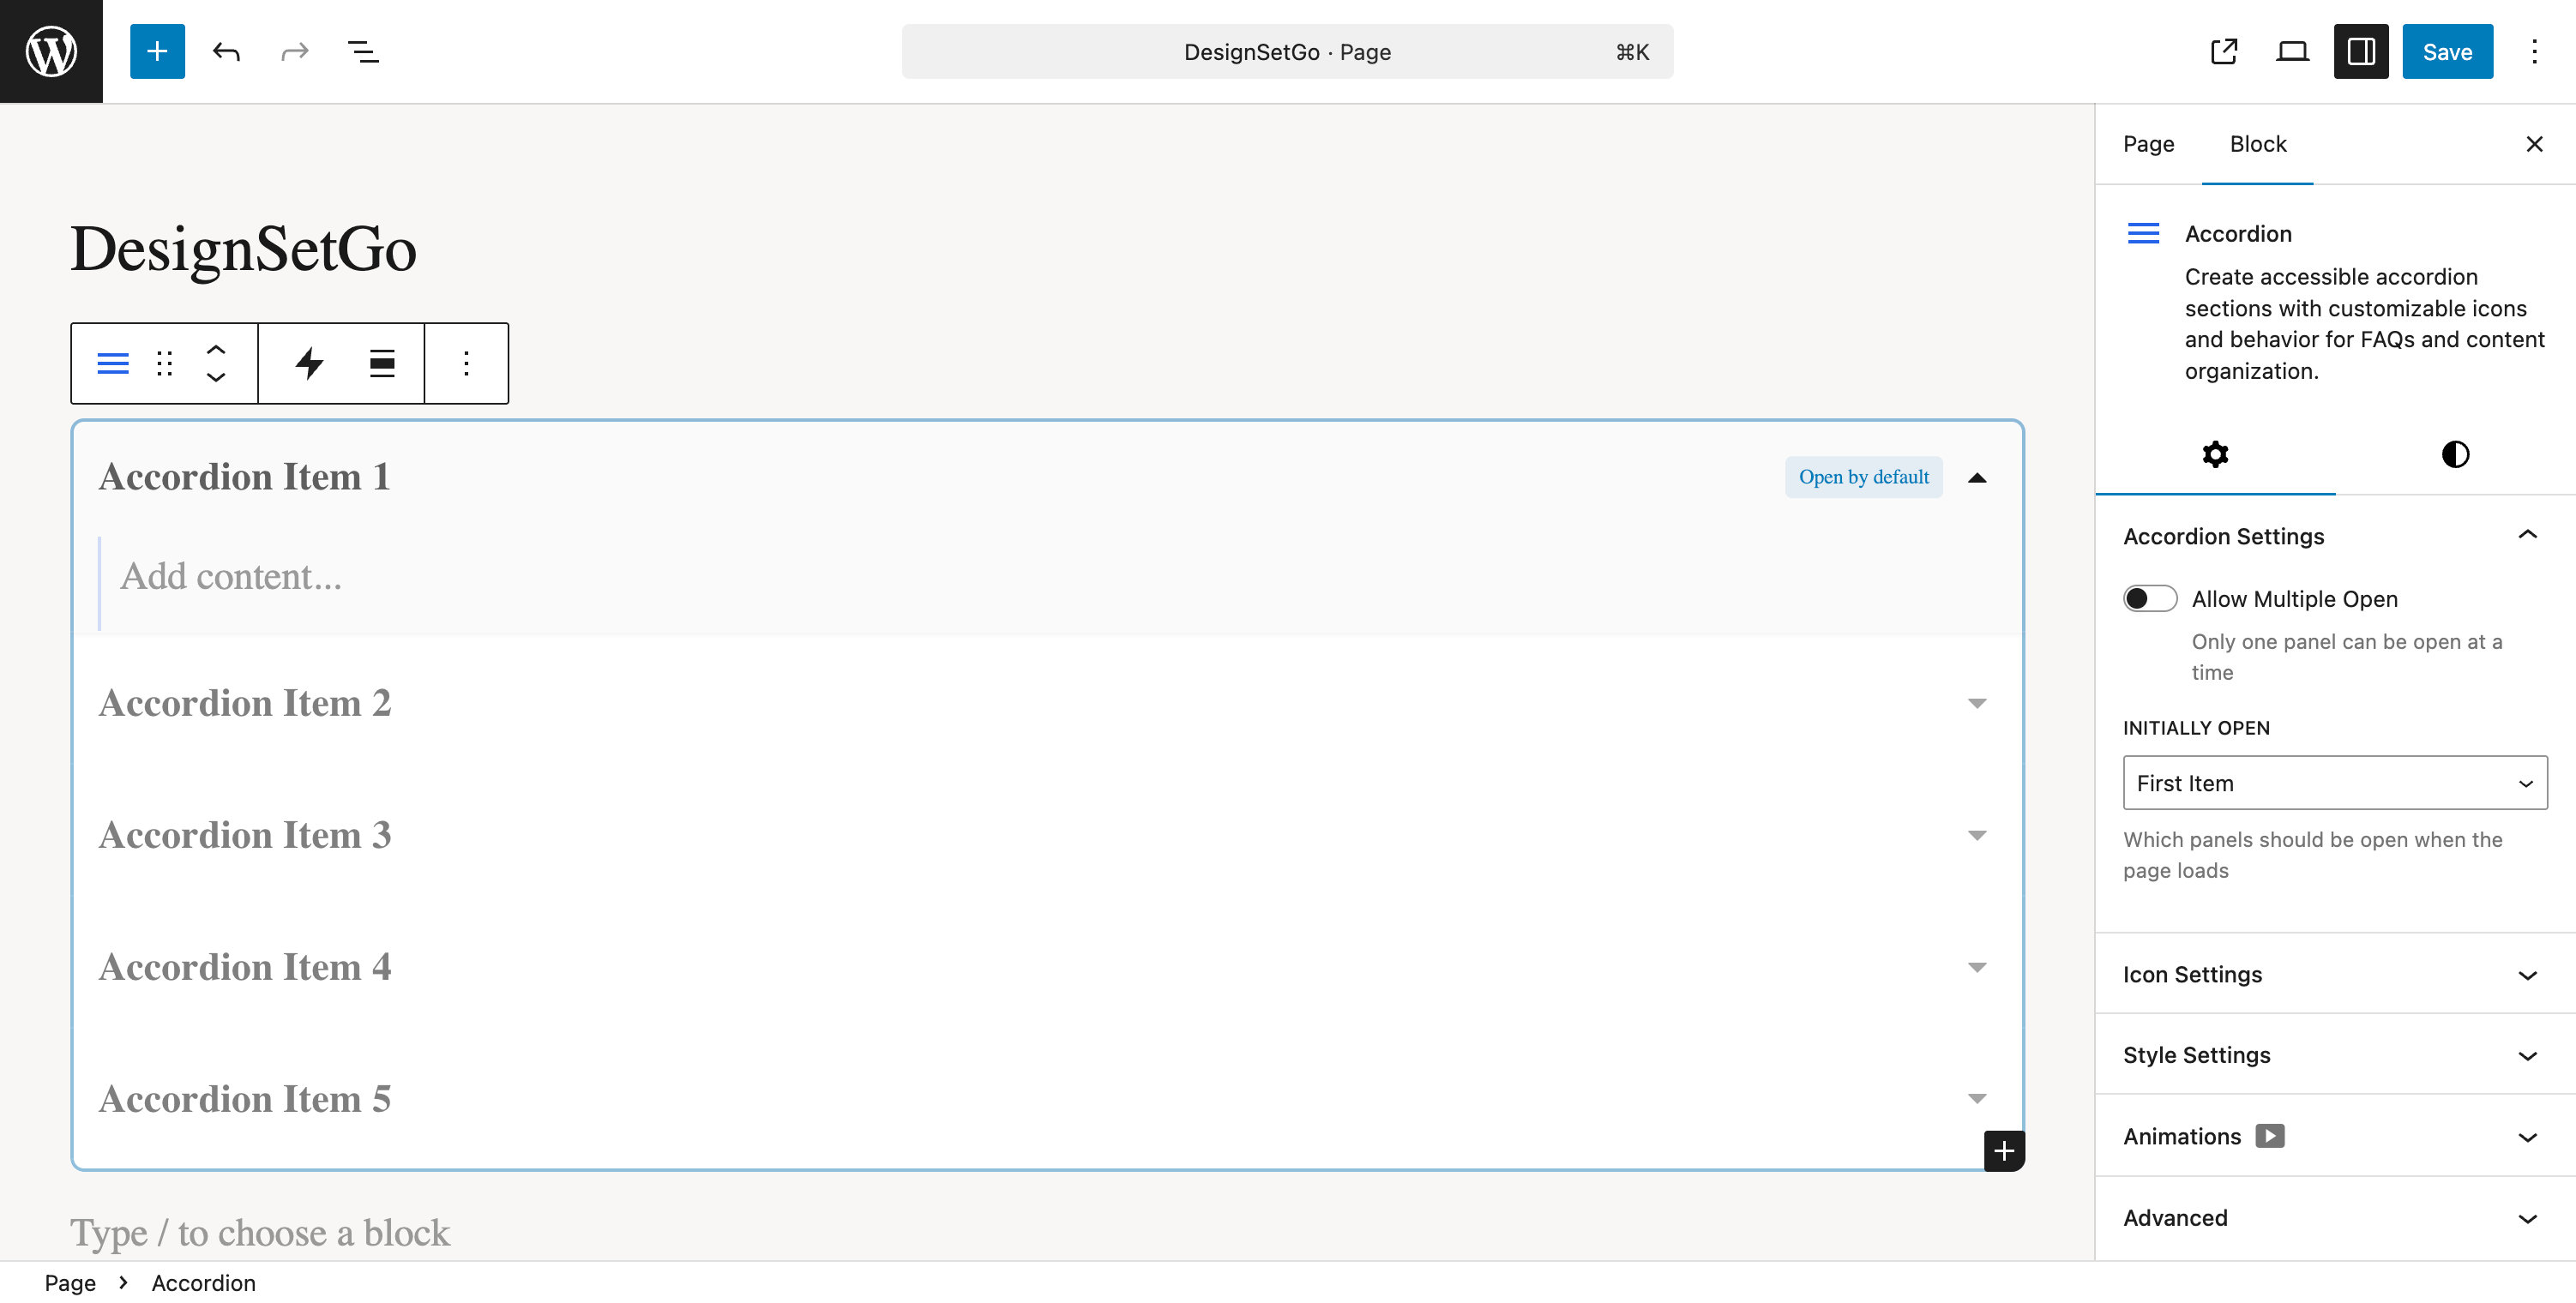 DesignSetGo · Page ⌘K
Save
Page Block
DesignSetGo
Accordion
Create accessible accordion
sections with customizable icons
and behavior for FAQs and content
organization.
Accordion Item 1
Open by default
Add content...
Accordion Item 2
Accordion Item 3
Accordion Item 4
Accordion Item 5
Type / to choose a block
Accordion Settings
Allow Multiple Open
Only one panel can be open at a
time
INITIALLY OPEN
First Item
Which panels should be open when the
page loads
Icon Settings
Style Settings
Animations
Advanced
Page › Accordion